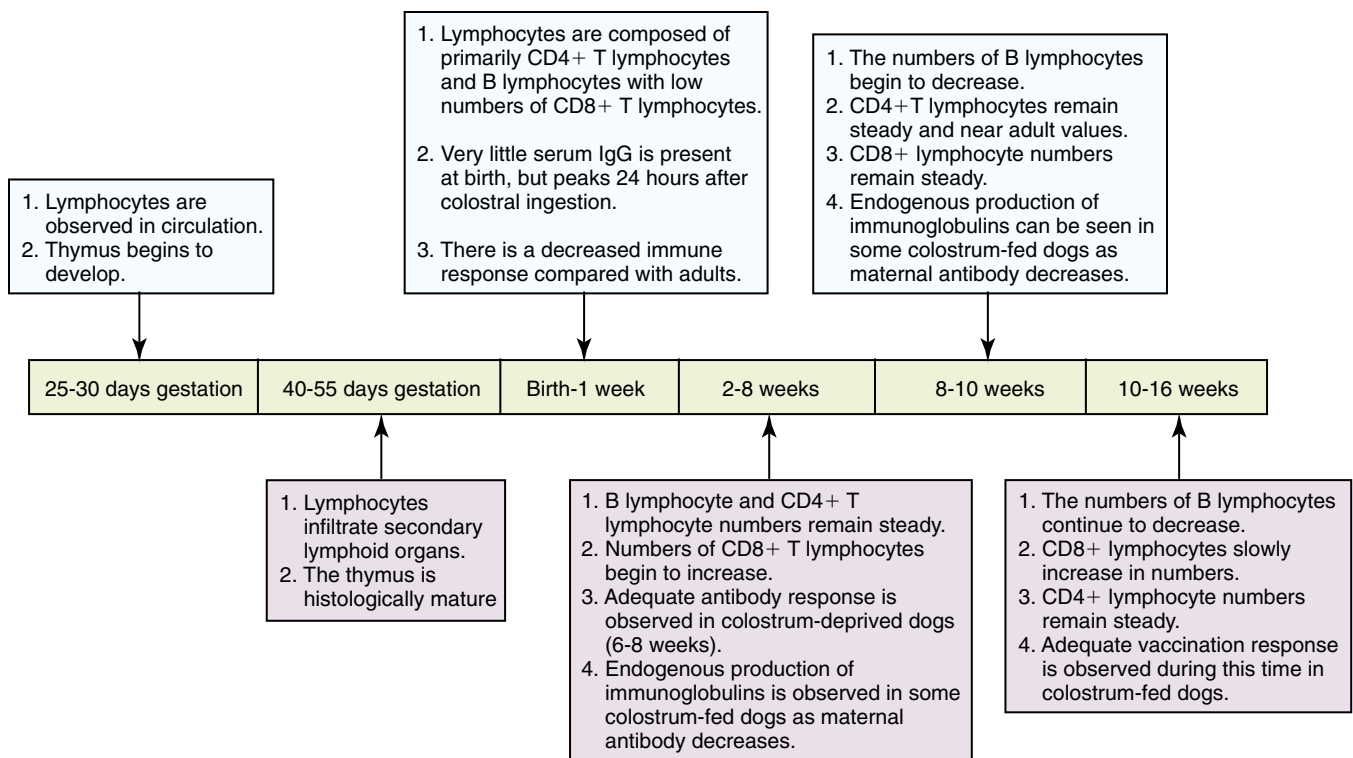 1. Lymphocytes are
observed in circulation.
2. Thymus begins to
develop.
1. Lymphocytes are composed of
primarily CD4+ T lymphocytes
and B lymphocytes with low
numbers of CD8+ T lymphocytes.
2. Very little serum IgG is present
at birth, but peaks 24 hours after
colostral ingestion.
3. There is a decreased immune
response compared with adults.
1. The numbers of B lymphocytes
begin to decrease.
2. CD4+T lymphocytes remain
steady and near adult values.
3. CD8+ lymphocyte numbers
remain steady.
4. Endogenous production of
immunoglobulins can be seen in
some colostrum-fed dogs as
maternal antibody decreases.
25-30 days gestation
40-55 days gestation
Birth-1 week
2-8 weeks
8-10 weeks
10-16 weeks
1. Lymphocytes
infiltrate secondary
lymphoid organs.
2. The thymus is
histologically mature
1. B lymphocyte and CD4+ T
lymphocyte numbers remain steady.
2. Numbers of CD8+ T lymphocytes
begin to increase.
3. Adequate antibody response is
observed in colostrum-deprived dogs
(6-8 weeks).
4. Endogenous production of
immunoglobulins is observed in some
colostrum-fed dogs as maternal
antibody decreases.
1. The numbers of B lymphocytes
continue to decrease.
2. CD8+ lymphocytes slowly
increase in numbers.
3. CD4+ lymphocyte numbers
remain steady.
4. Adequate vaccination response
is observed during this time in
colostrum-fed dogs.